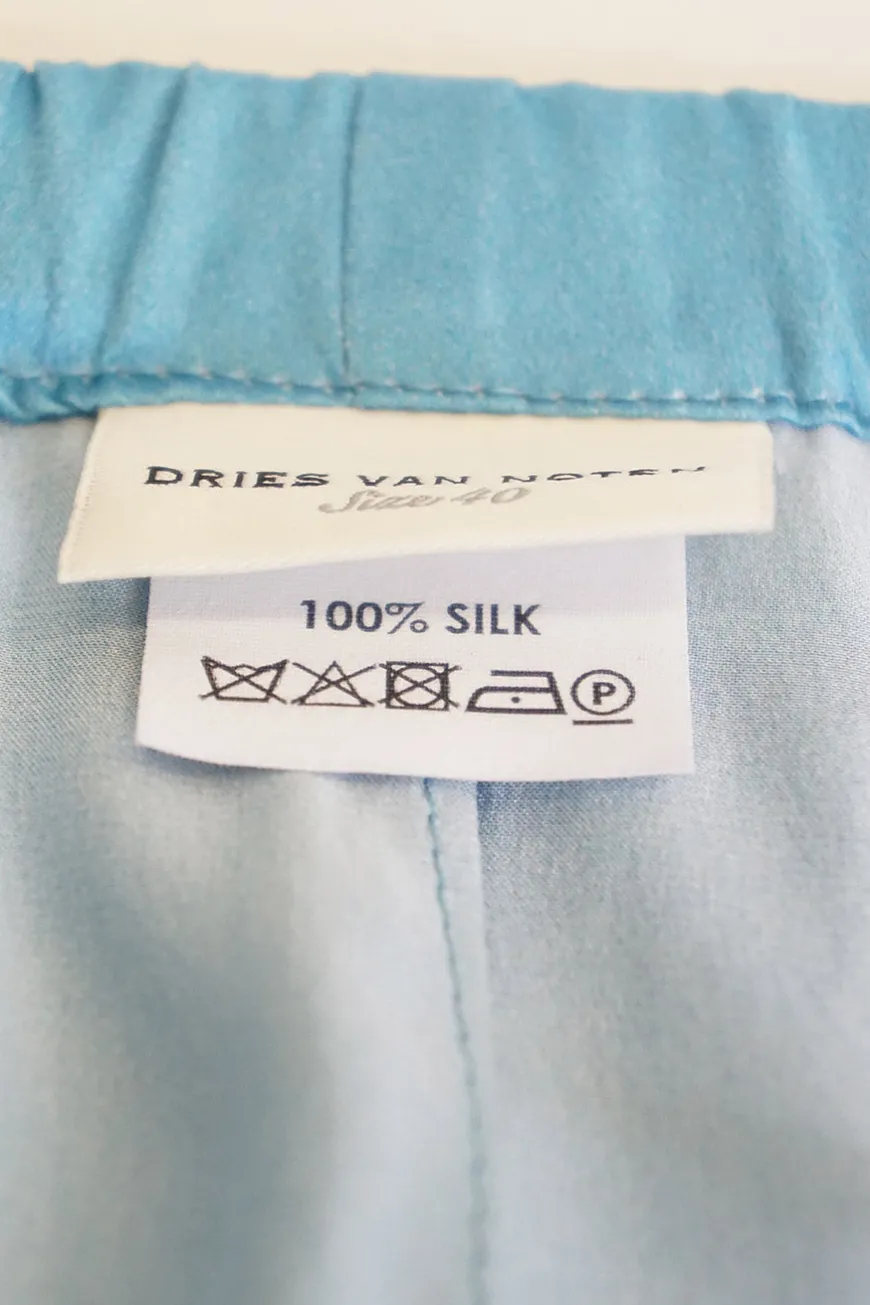 DRIES VAN NOTEN
Size 40
100% SILK
P